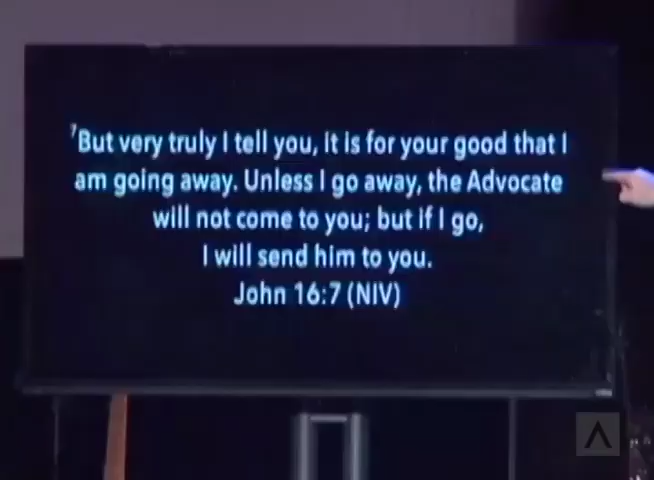 ⁷But very truly I tell you, it is for your good that I
am going away. Unless I go away, the Advocate
will not come to you; but if I go,
I will send him to you.
John 16:7 (NIV)